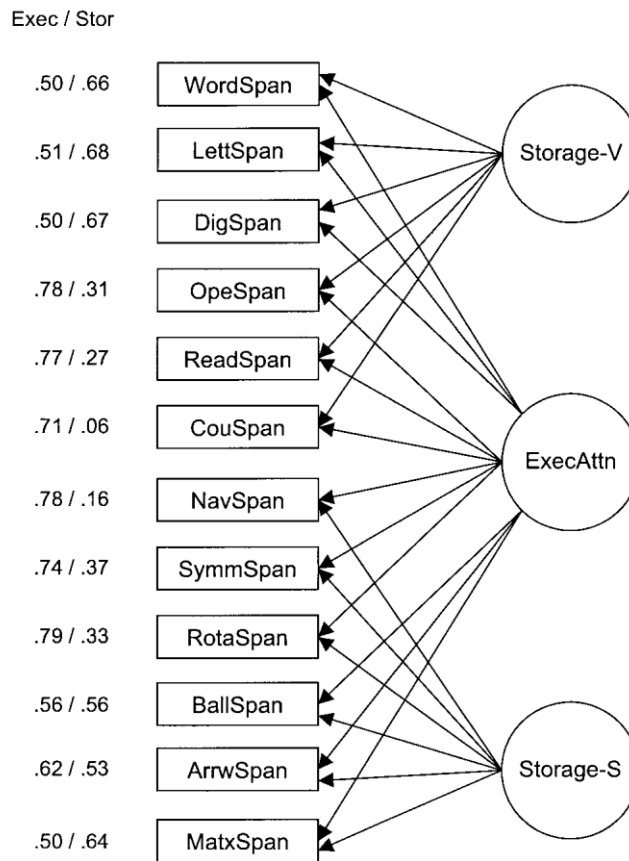 Exec / Stor
.50 / .66 WordSpan
Storage-V
.51 / .68 LettSpan
.50 / .67 DigSpan
.78 / .31 OpeSpan
.77 / .27 ReadSpan
.71 / .06 CouSpan
ExecAttn
.78 / .16 NavSpan
.74 / .37 SymmSpan
.79 / .33 RotaSpan
.56 / .56 BallSpan
.62 / .53 ArrwSpan
Storage-S
.50 / .64 MatxSpan